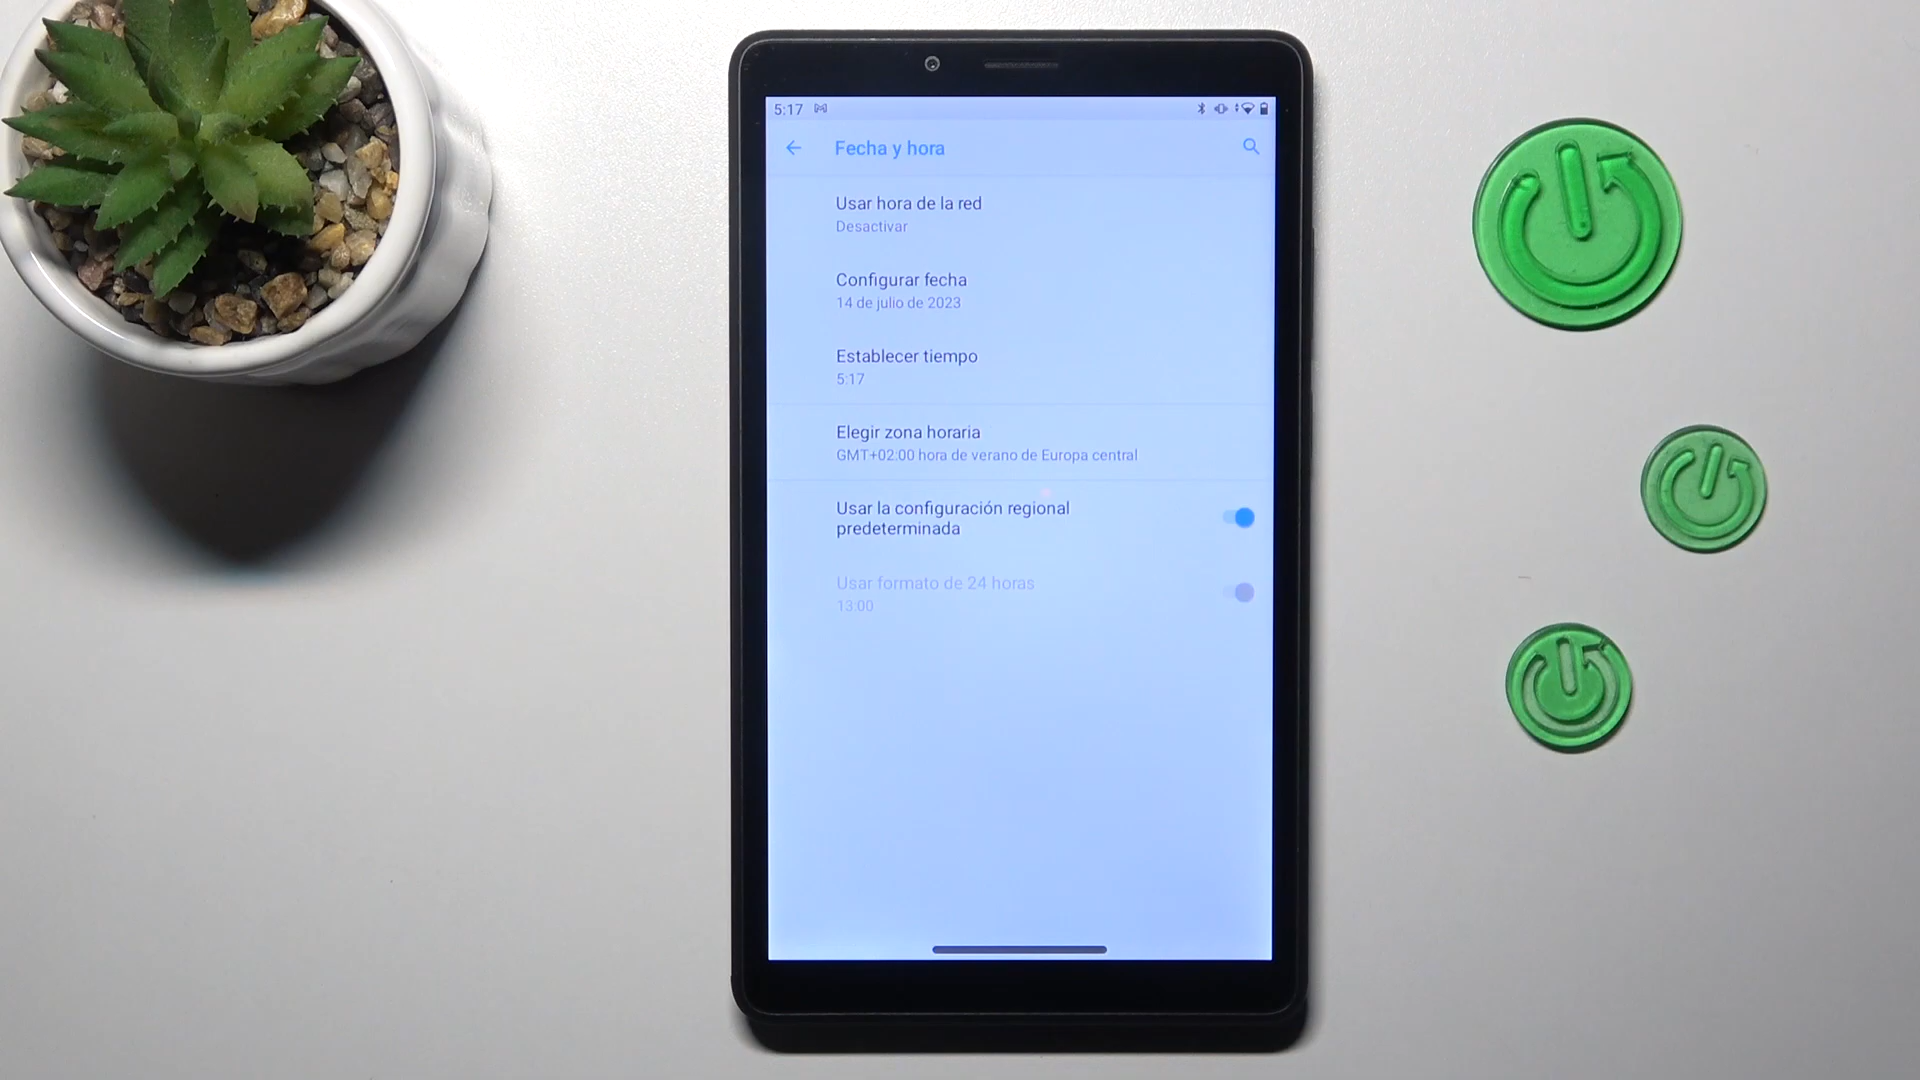 5:17
Fecha y hora
Usar hora de la red
Desactivar
Configurar fecha
14 de julio de 2023
Establecer tiempo
5:17
Elegir zona horaria
GMT+02:00 hora de verano de Europa central
Usar la configuración regional
predeterminada
Usar formato de 24 horas
13:00